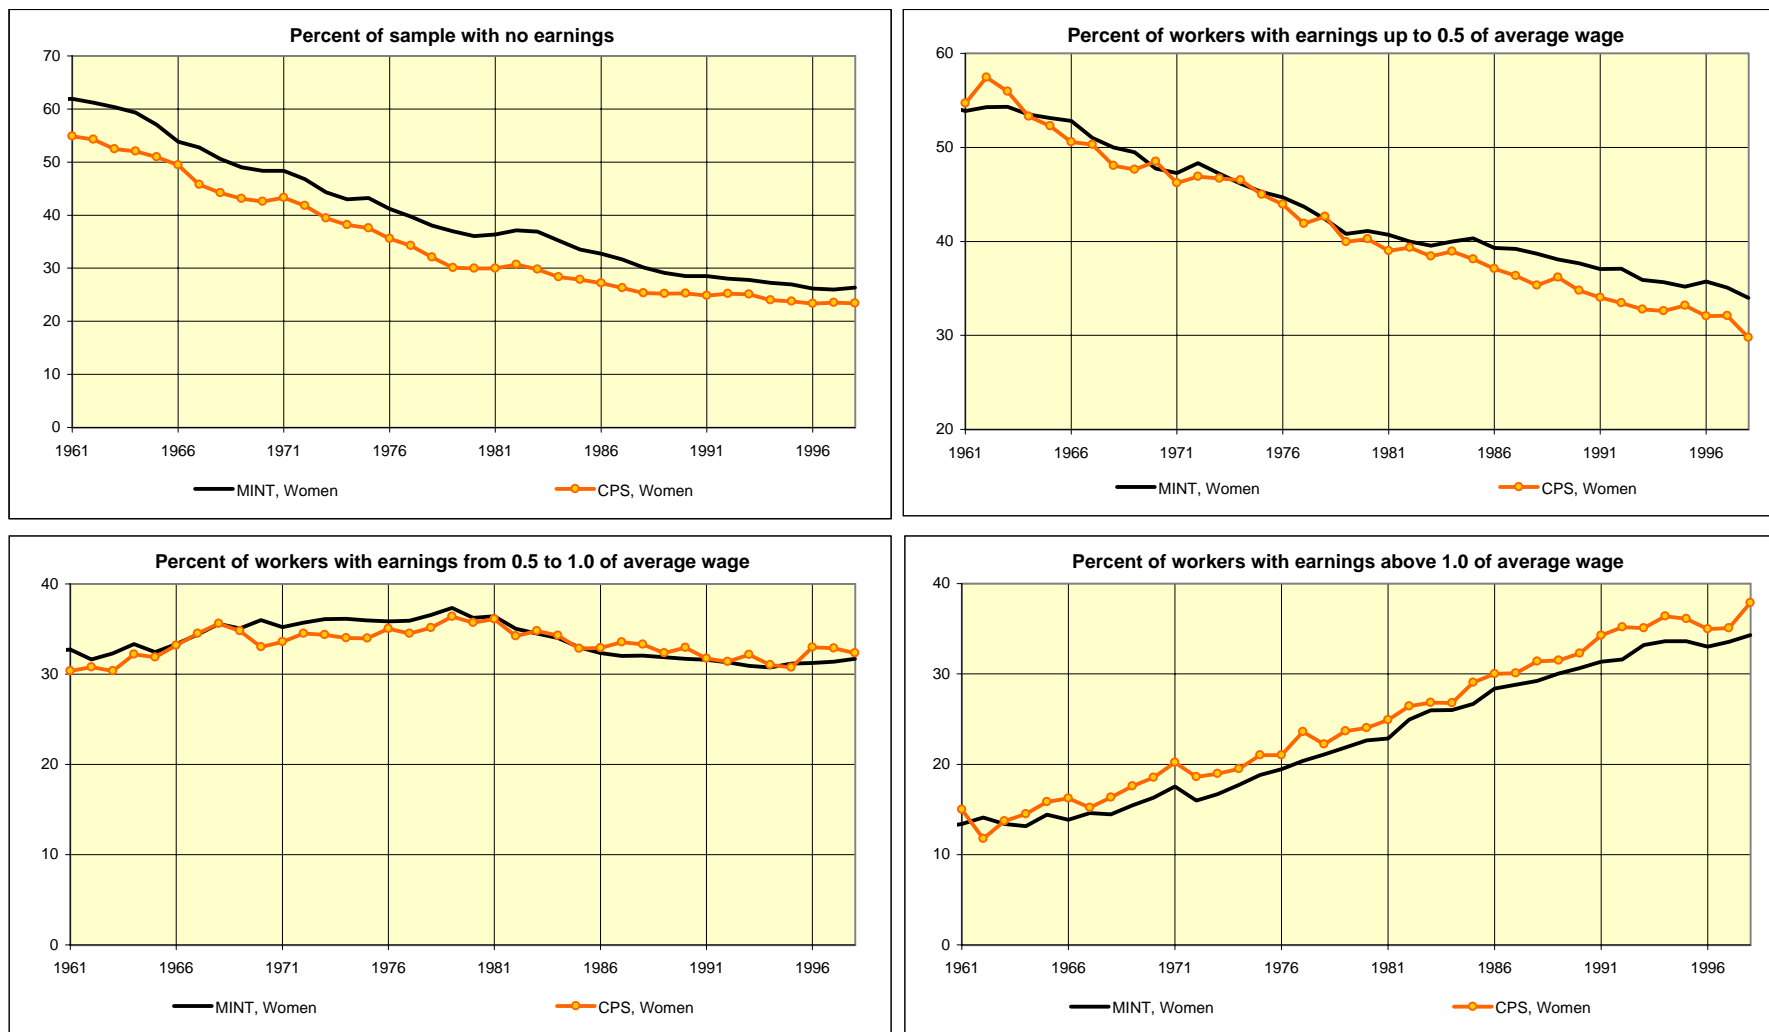 Percent of sample with no earnings
70
60
50
40
30
20
10
0
1961 1966 1971 1976 1981 1986 1991 1996
MINT, Women CPS, Women
Percent of workers with earnings up to 0.5 of average wage
60
50
40
30
20
1961 1966 1971 1976 1981 1986 1991 1996
MINT, Women CPS, Women
Percent of workers with earnings from 0.5 to 1.0 of average wage
40
30
20
10
0
1961 1966 1971 1976 1981 1986 1991 1996
MINT, Women CPS, Women
Percent of workers with earnings above 1.0 of average wage
40
30
20
10
0
1961 1966 1971 1976 1981 1986 1991 1996
MINT, Women CPS, Women